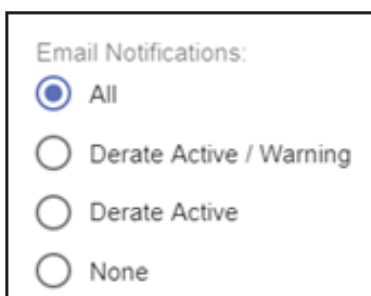 Email Notifications:
All
Derate Active / Warning
Derate Active
None